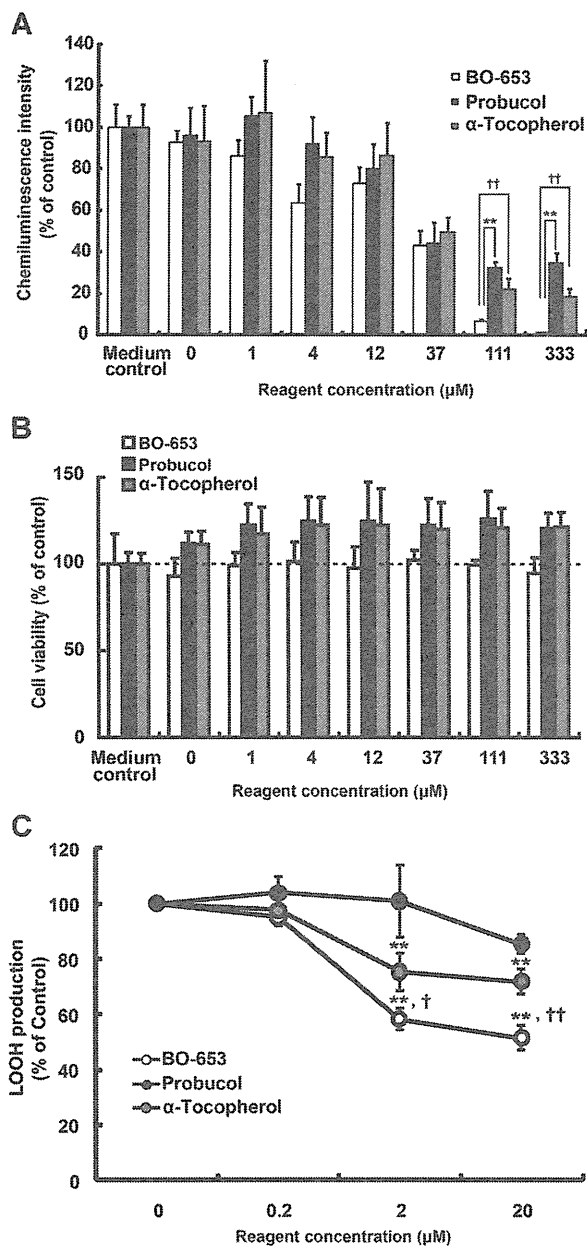 A
Chemiluminescence intensity
(% of control)
140
120
100
80
60
40
20
0
BO-653
Probucol
α-Tocopherol
††
**
††
**
Medium
control
0
1
4
12
37
111
333
Reagent concentration (μM)
B
Cell viability (% of control)
150
100
50
0
BO-653
Probucol
α-Tocopherol
Medium
control
0
1
4
12
37
111
333
Reagent concentration (μM)
C
LOOH production
(% of Control)
120
100
80
60
40
20
0
**
**
**, †
**, ††
BO-653
Probucol
α-Tocopherol
0
0.2
2
20
Reagent concentration (μM)